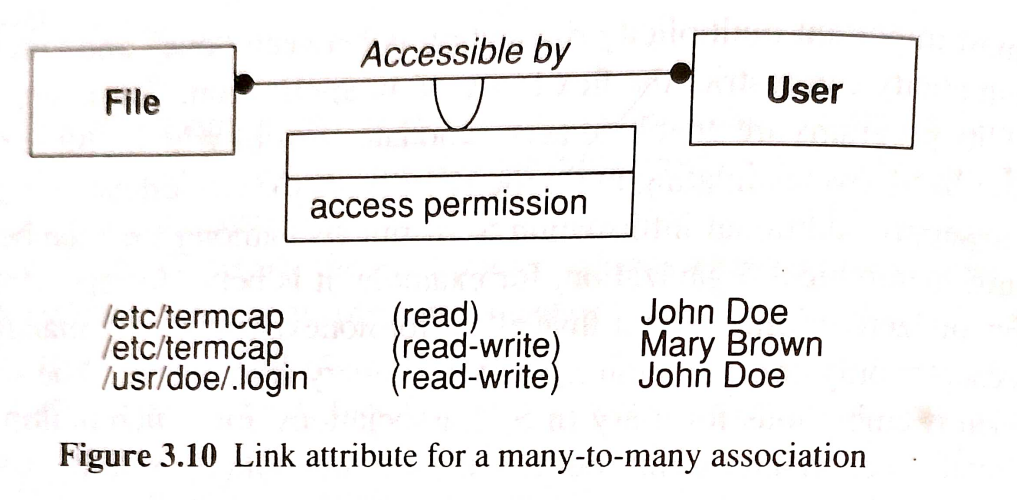 Accessible by
File
User
access permission
/etc/termcap (read) John Doe
/etc/termcap (read-write) Mary Brown
/usr/doe/.login (read-write) John Doe
Figure 3.10 Link attribute for a many-to-many association